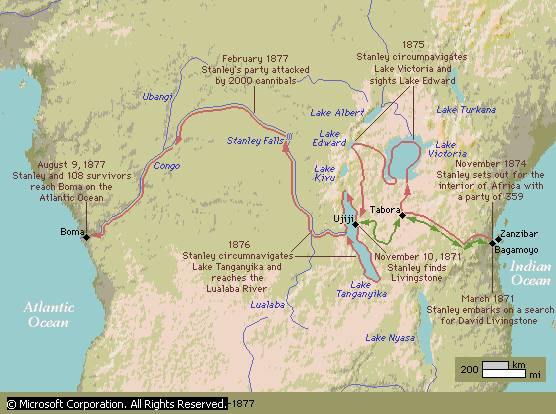 1875
Stanley circumnavigates
Lake Victoria and
sights Lake Edward
February 1877
Stanley's party attacked
by 2000 cannibals
Ubangi
Lake Albert
Lake Turkana
Stanley Falls
Lake
Edward
Lake
Victoria
Congo
Lake
Kivu
August 9, 1877
Stanley and 108 survivors
reach Boma on the
Atlantic Ocean
November 1874
Stanley sets out for the
interior of Africa with
a party of 359
Tabora
Ujiji
Boma
Zanzibar
Bagamoyo
1876
Stanley circumnavigates
Lake Tanganyika and
reaches the
Lualaba River
November 10, 1871
Stanley finds
Livingstone
Indian
Ocean
Lake
Tanganyika
Lualaba
Atlantic
Ocean
March 1871
Stanley embarks on a search
for David Livingstone
Lake Nyasa
200
km
mi
© Microsoft Corporation. All Rights Reserved.-1877